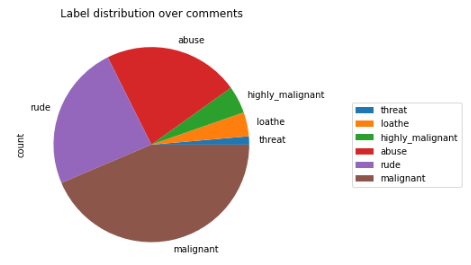 Label distribution over comments
abuse
highly_malignant
rude
loathe
threat
count
malignant
threat
loathe
highly_malignant
abuse
rude
malignant